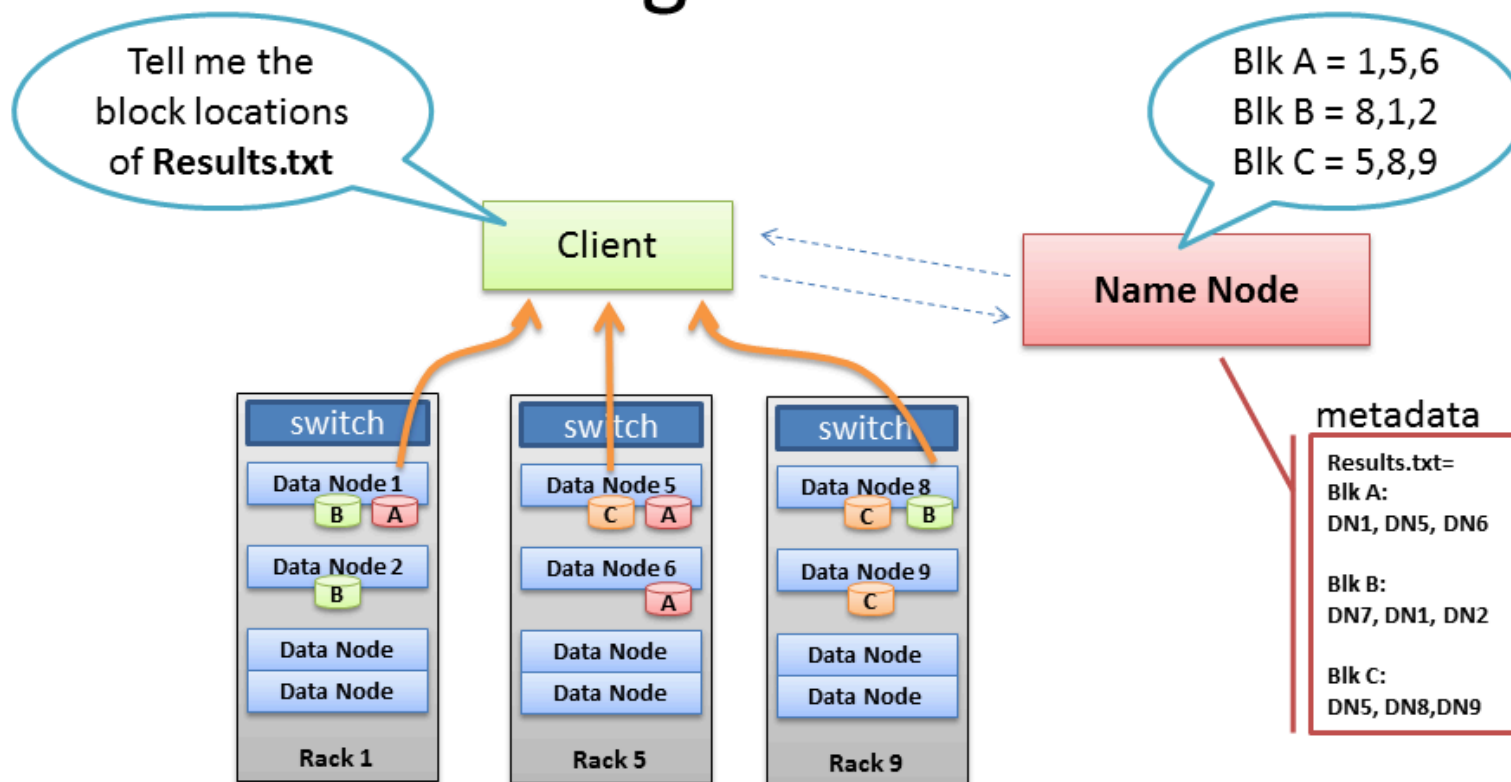 Tell me the
block locations
of Results.txt
Blk A = 1,5,6
Blk B = 8,1,2
Blk C = 5,8,9
Client
Name Node
switch
Data Node 1
B A
Data Node 2
B
Data Node
Data Node
Rack 1
switch
Data Node 5
C A
Data Node 6
A
Data Node
Data Node
Rack 5
switch
Data Node 8
C B
Data Node 9
C
Data Node
Data Node
Rack 9
metadata
Results.txt=
Blk A:
DN1, DN5, DN6
Blk B:
DN7, DN1, DN2
Blk C:
DN5, DN8,DN9